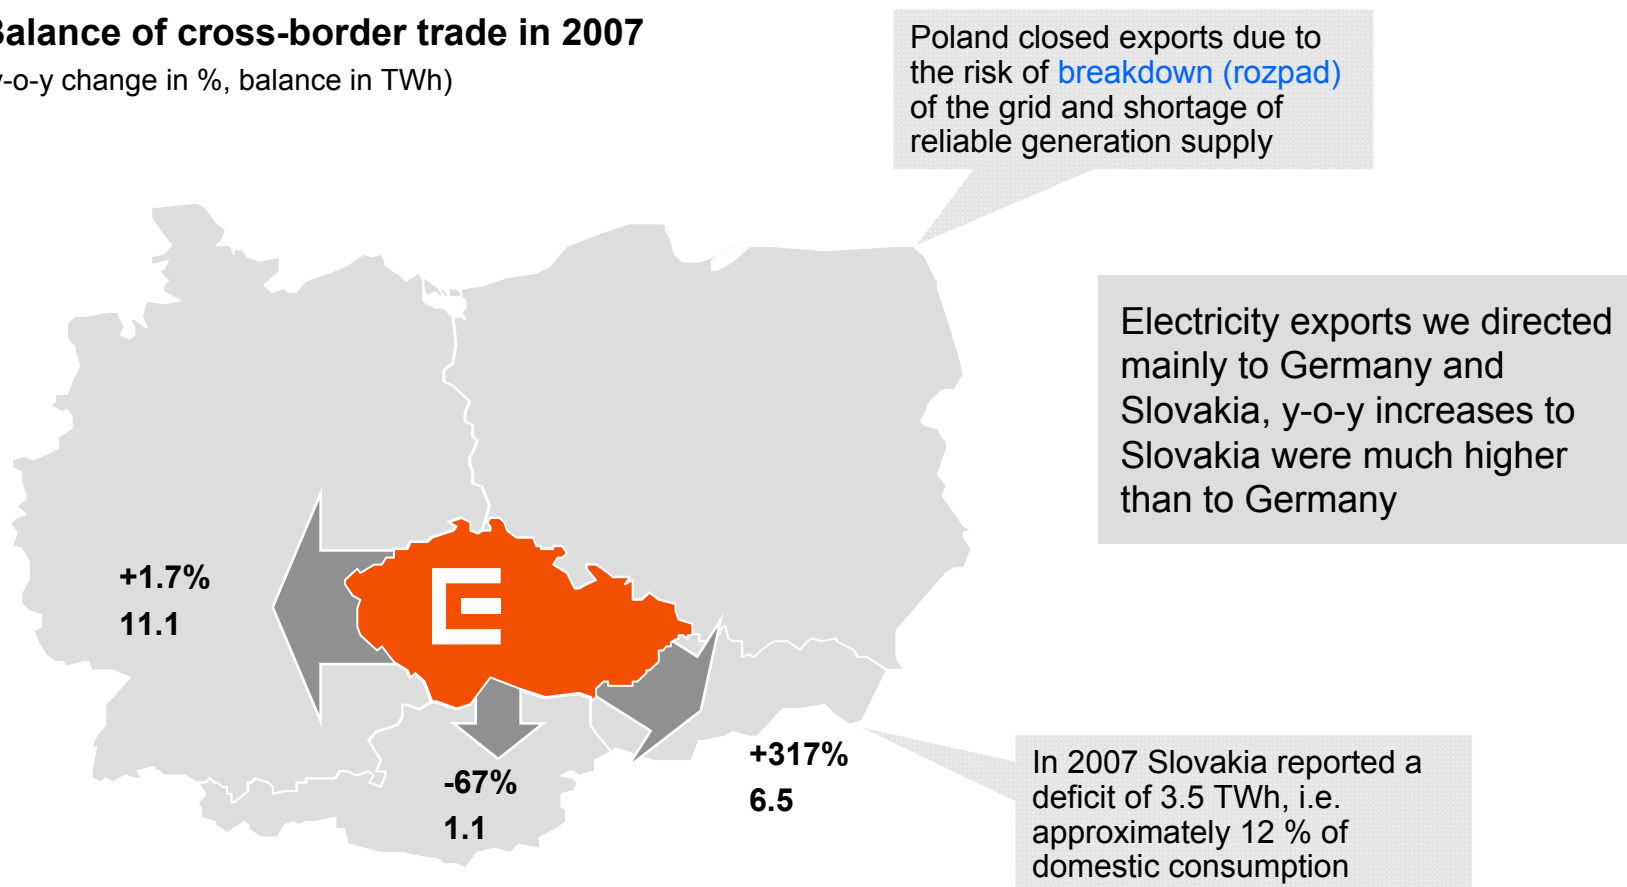 Balance of cross-border trade in 2007
y-o-y change in %, balance in TWh)
Poland closed exports due to
the risk of breakdown (rozpad)
of the grid and shortage of
reliable generation supply
Electricity exports we directed
mainly to Germany and
Slovakia, y-o-y increases to
Slovakia were much higher
than to Germany
+1.7%
11.1
-67%
1.1
+317%
6.5
In 2007 Slovakia reported a
deficit of 3.5 TWh, i.e.
approximately 12 % of
domestic consumption